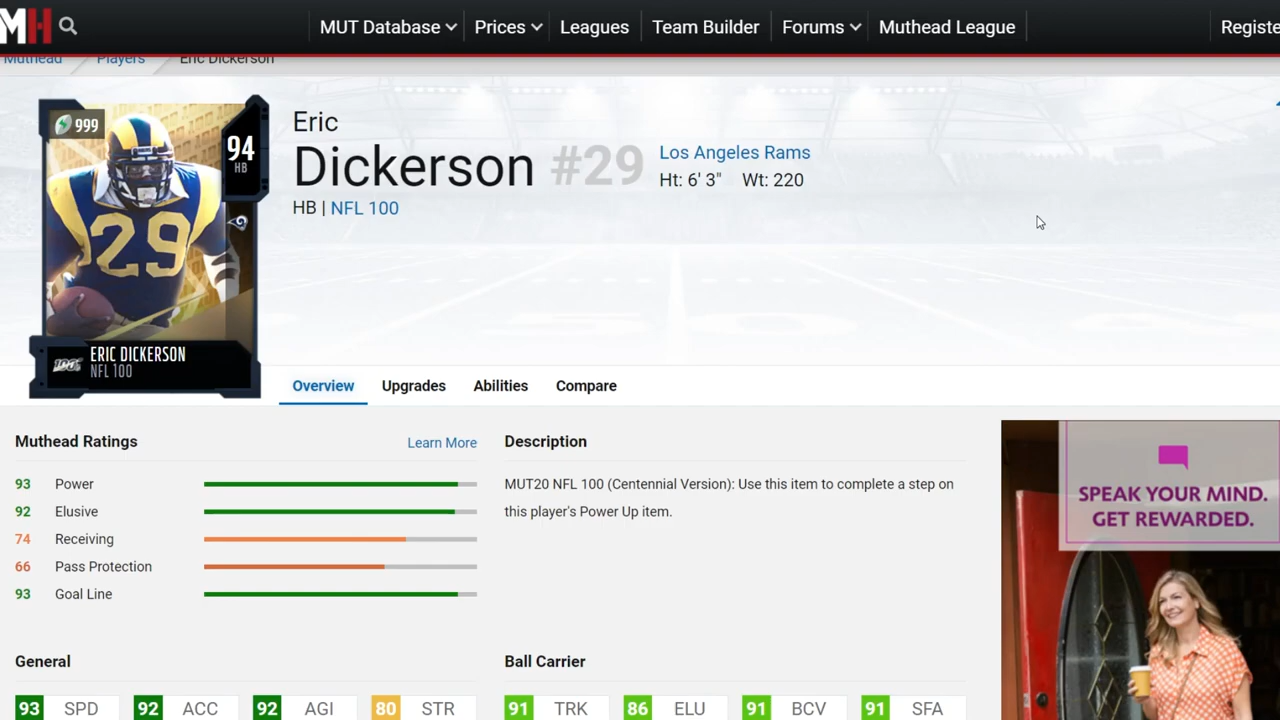 MH
MUT Database
Prices
Leagues
Team Builder
Forums
Muthead League
Registe
Muthead
Players
Eric Dickerson
999
94
HB
29
ERIC DICKERSON
NFL 100
Eric
Dickerson #29
Los Angeles Rams
Ht: 6' 3" Wt: 220
HB | NFL 100
Overview
Upgrades
Abilities
Compare
Muthead Ratings
Learn More
93 Power
92 Elusive
74 Receiving
66 Pass Protection
93 Goal Line
Description
MUT20 NFL 100 (Centennial Version): Use this item to complete a step on
this player's Power Up item.
General
93 SPD
92 ACC
92 AGI
80 STR
Ball Carrier
91 TRK
86 ELU
91 BCV
91 SFA
SPEAK YOUR MIND.
GET REWARDED.